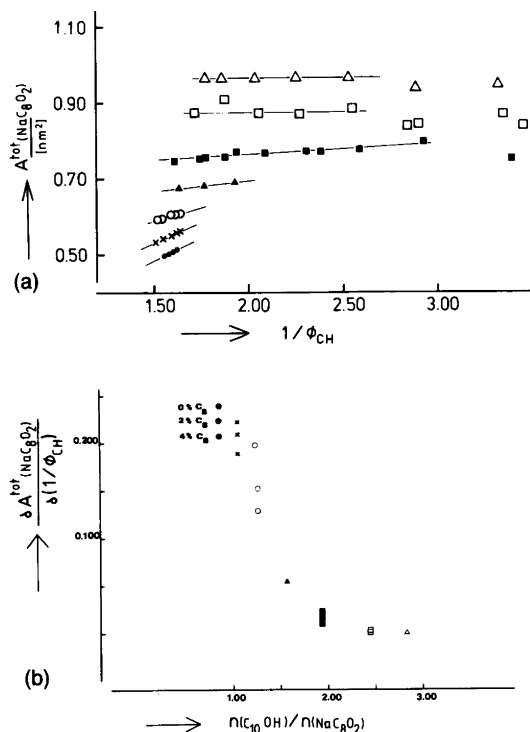 1.10
0.90
0.70
0.50
A^tot(NaC8O2)
[nm²]
(a)
1.50
2.00
2.50
3.00
1/ϕCH
0% C8
2% C8
4% C8
0.200
0.100
δA^tot(NaC8O2)
δ(1/ϕCH)
(b)
1.00
2.00
3.00
n(C10OH)/n(NaC8O2)